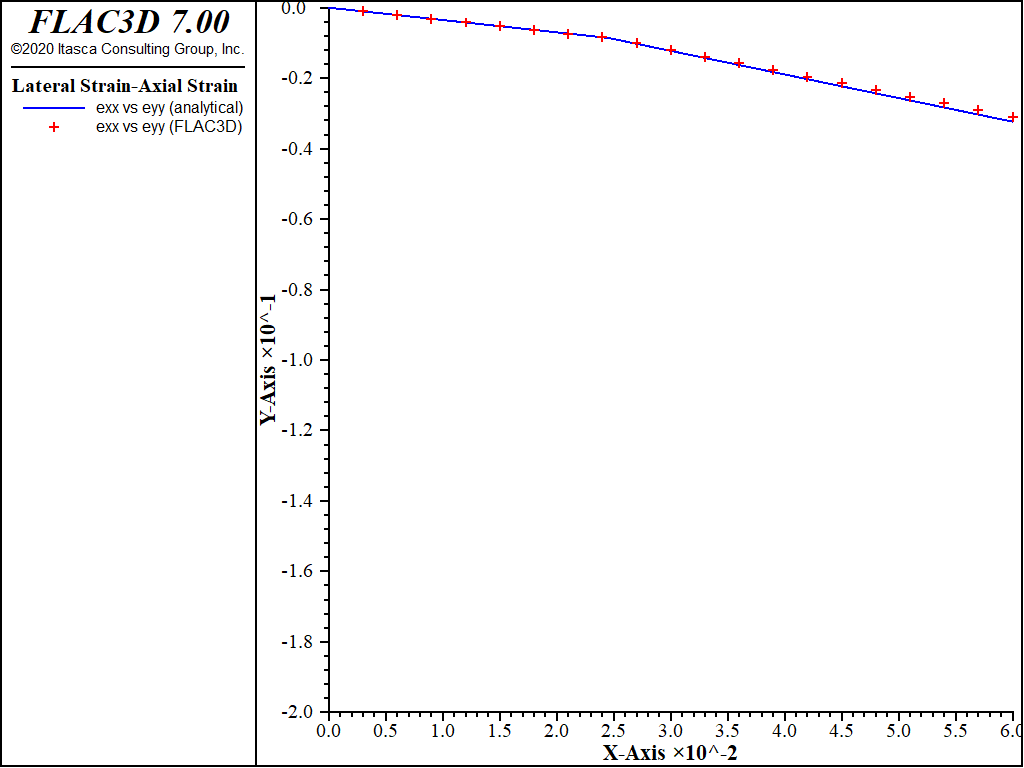 FLAC3D 7.00
©2020 Itasca Consulting Group, Inc.
Lateral Strain-Axial Strain
exx vs eyy (analytical)
exx vs eyy (FLAC3D)
0.0
-0.2
-0.4
-0.6
-0.8
-1.0
-1.2
-1.4
-1.6
-1.8
-2.0
Y-Axis ×10^-1
0.0 0.5 1.0 1.5 2.0 2.5 3.0 3.5 4.0 4.5 5.0 5.5 6.0
X-Axis ×10^-2